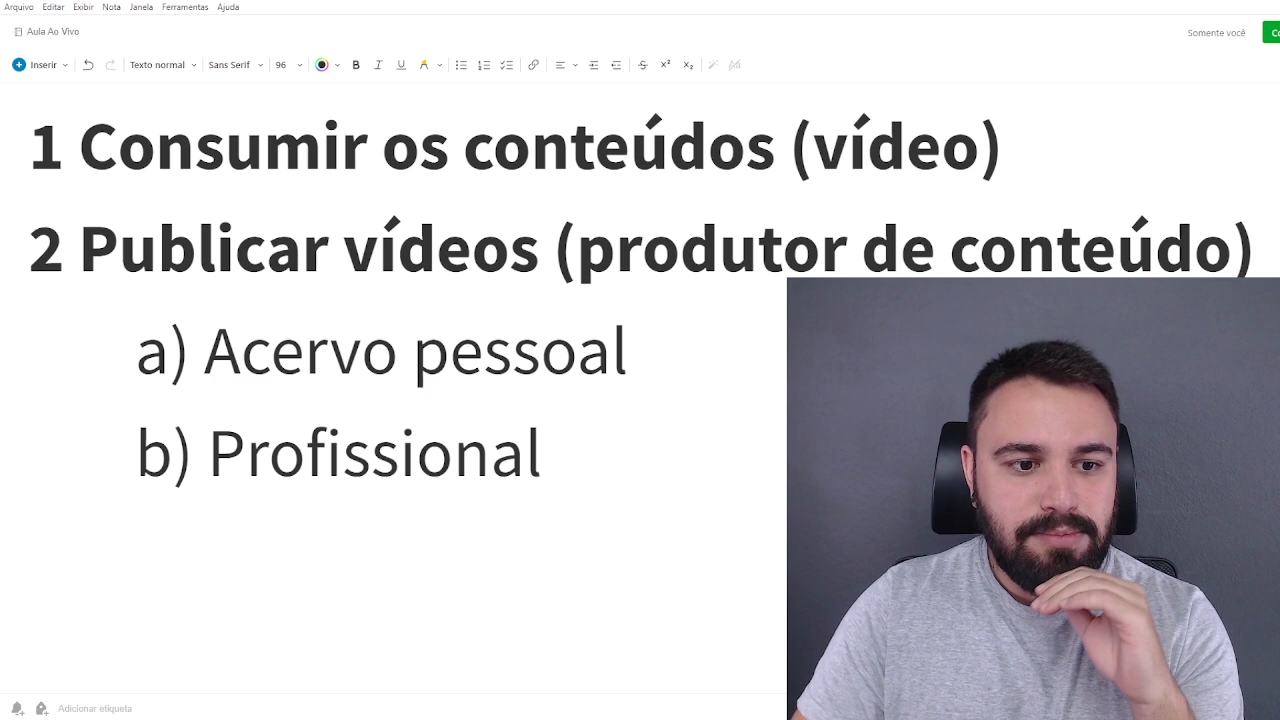 Arquivo Editar Exibir Nota Janela Ferramentas Ajuda
Aula Ao Vivo
Somente você
Inserir
Texto normal
Sans Serif
96
B I U
1 Consumir os conteúdos (vídeo)
2 Publicar vídeos (produtor de conteúdo)
a) Acervo pessoal
b) Profissional
Adicionar etiqueta